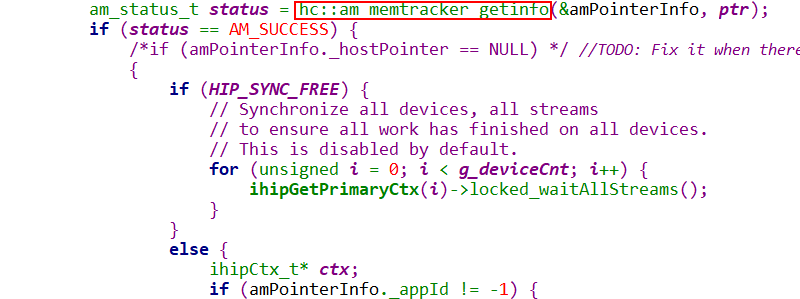 am_status_t status = hc::am_memtracker_getinfo(&amPointerInfo, ptr);
if (status == AM_SUCCESS) {
/*if (amPointerInfo._hostPointer == NULL) */ //TODO: Fix it when there
{
if (HIP_SYNC_FREE) {
// Synchronize all devices, all streams
// to ensure all work has finished on all devices.
// This is disabled by default.
for (unsigned i = 0; i < g_deviceCnt; i++) {
ihipGetPrimaryCtx(i)->locked_waitAllStreams();
}
}
else {
ihipCtx_t* ctx;
if (amPointerInfo._appId != -1) {